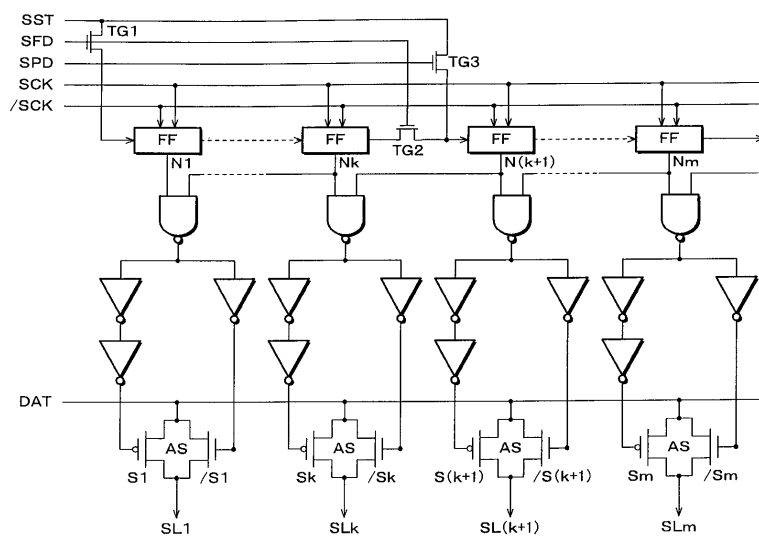 SST
TG1
SFD
SPD
TG3
SCK
/SCK
FF FF FF FF
TG2
N1 Nk N(k+1) Nm
DAT
AS AS AS AS
S1 /S1 Sk /Sk S(k+1) /S(k+1) Sm /Sm
SL1 SLk SL(k+1) SLm